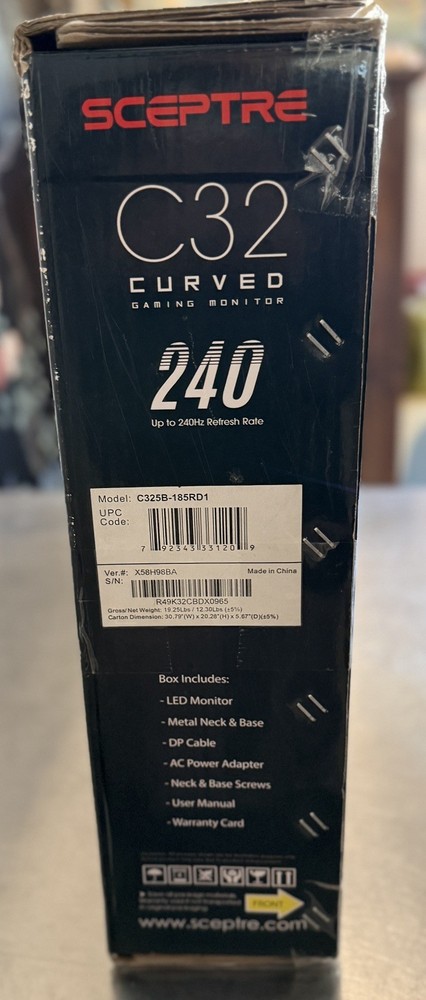 SCEPTRE
C32
CURVED
GAMING MONITOR
240
Up to 240Hz Refresh Rate
Model: C325B-185RD1
UPC
Code:
7 92343 33120 9
Ver.#: X58H98BA Made in China
S/N:
R49K32CBDX0965
Gross/Net Weight: 19.25Lbs / 12.30Lbs (±5%)
Carton Dimension: 30.79"(W) x 20.28"(H) x 5.67"(D)(±5%)
Box Includes:
- LED Monitor
- Metal Neck & Base
- DP Cable
- AC Power Adapter
- Neck & Base Screws
- User Manual
- Warranty Card
FRONT
www.sceptre.com